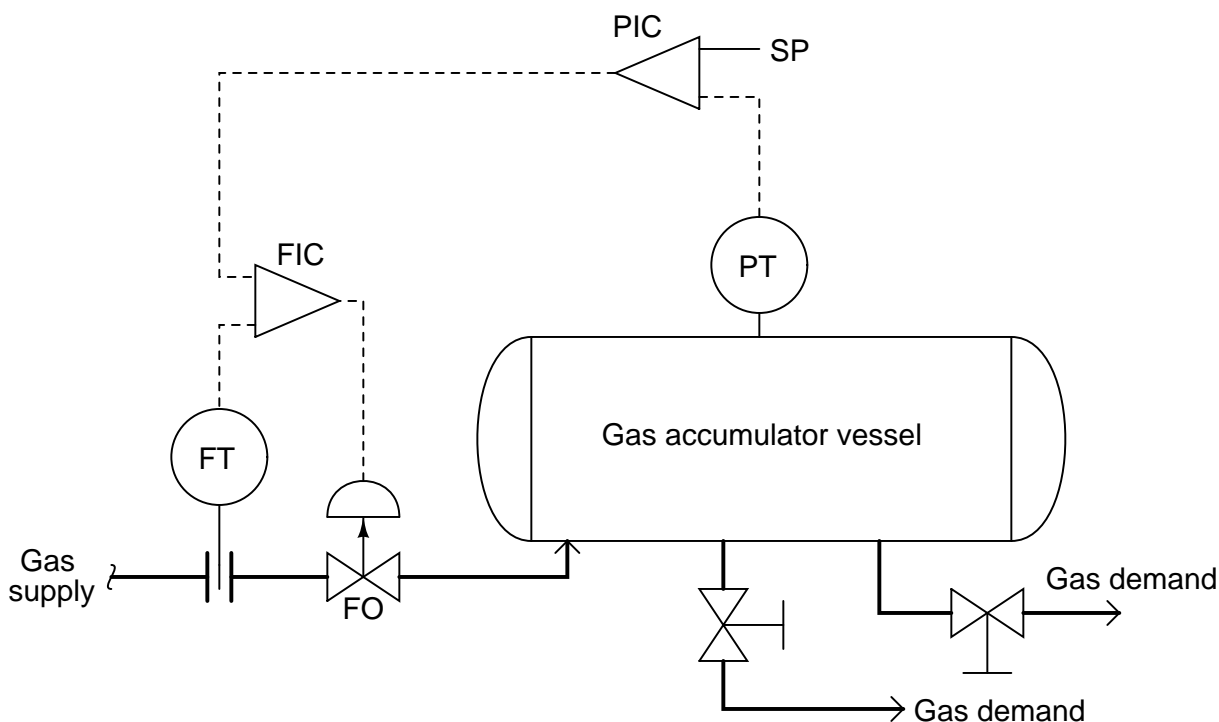 PIC
SP
FIC
PT
Gas accumulator vessel
FT
Gas
supply
FO
Gas demand
Gas demand